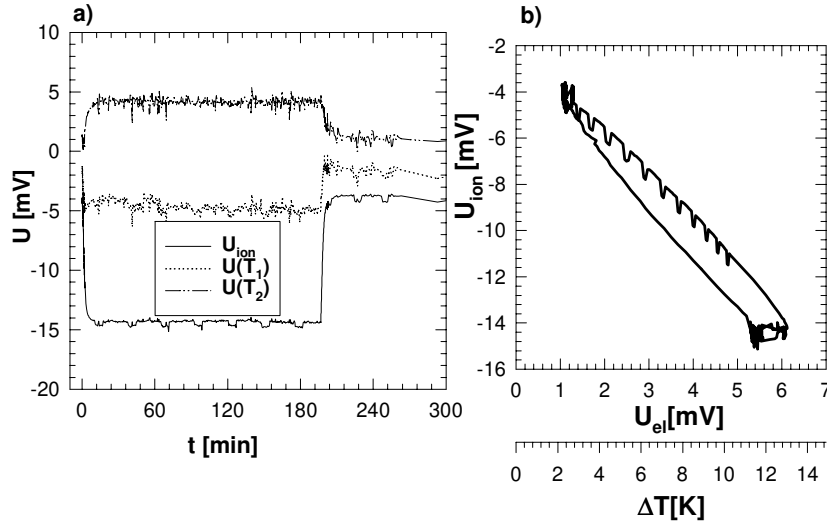 a)
10
5
0
-5
-10
-15
-20
U [mV]
U_ion
U(T_1)
U(T_2)
0 60 120 180 240 300
t [min]
b)
-2
-4
-6
-8
-10
-12
-14
-16
U_ion [mV]
0 1 2 3 4 5 6 7
U_el[mV]
0 2 4 6 8 10 12 14
ΔT[K]